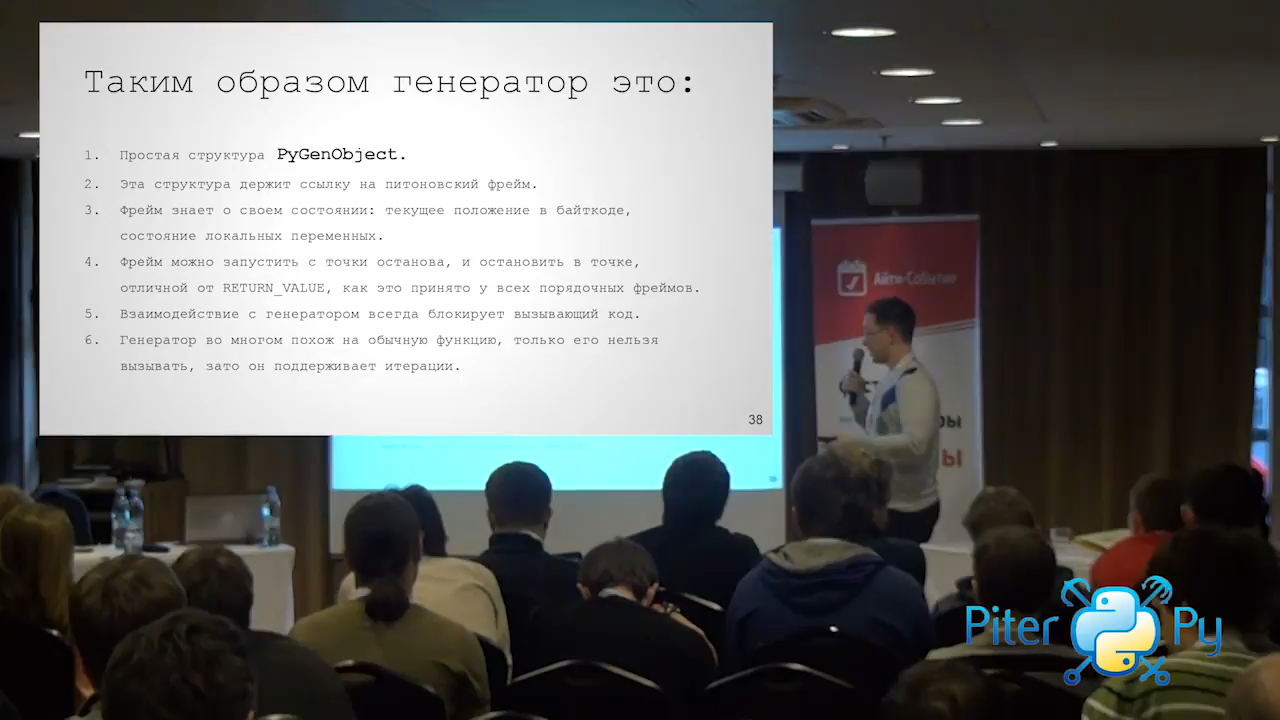 Таким образом генератор это:
1. Простая структура PyGenObject.
2. Эта структура держит ссылку на питоновский фрейм.
3. Фрейм знает о своем состоянии: текущее положение в байткоде,
состояние локальных переменных.
4. Фрейм можно запустить с точки останова, и остановить в точке,
отличной от RETURN_VALUE, как это принято у всех порядочных фреймов.
5. Взаимодействие с генератором всегда блокирует вызывающий код.
6. Генератор во многом похож на обычную функцию, только его нельзя
вызывать, зато он поддерживает итерации.
38
Айти-Событие
Piter Py